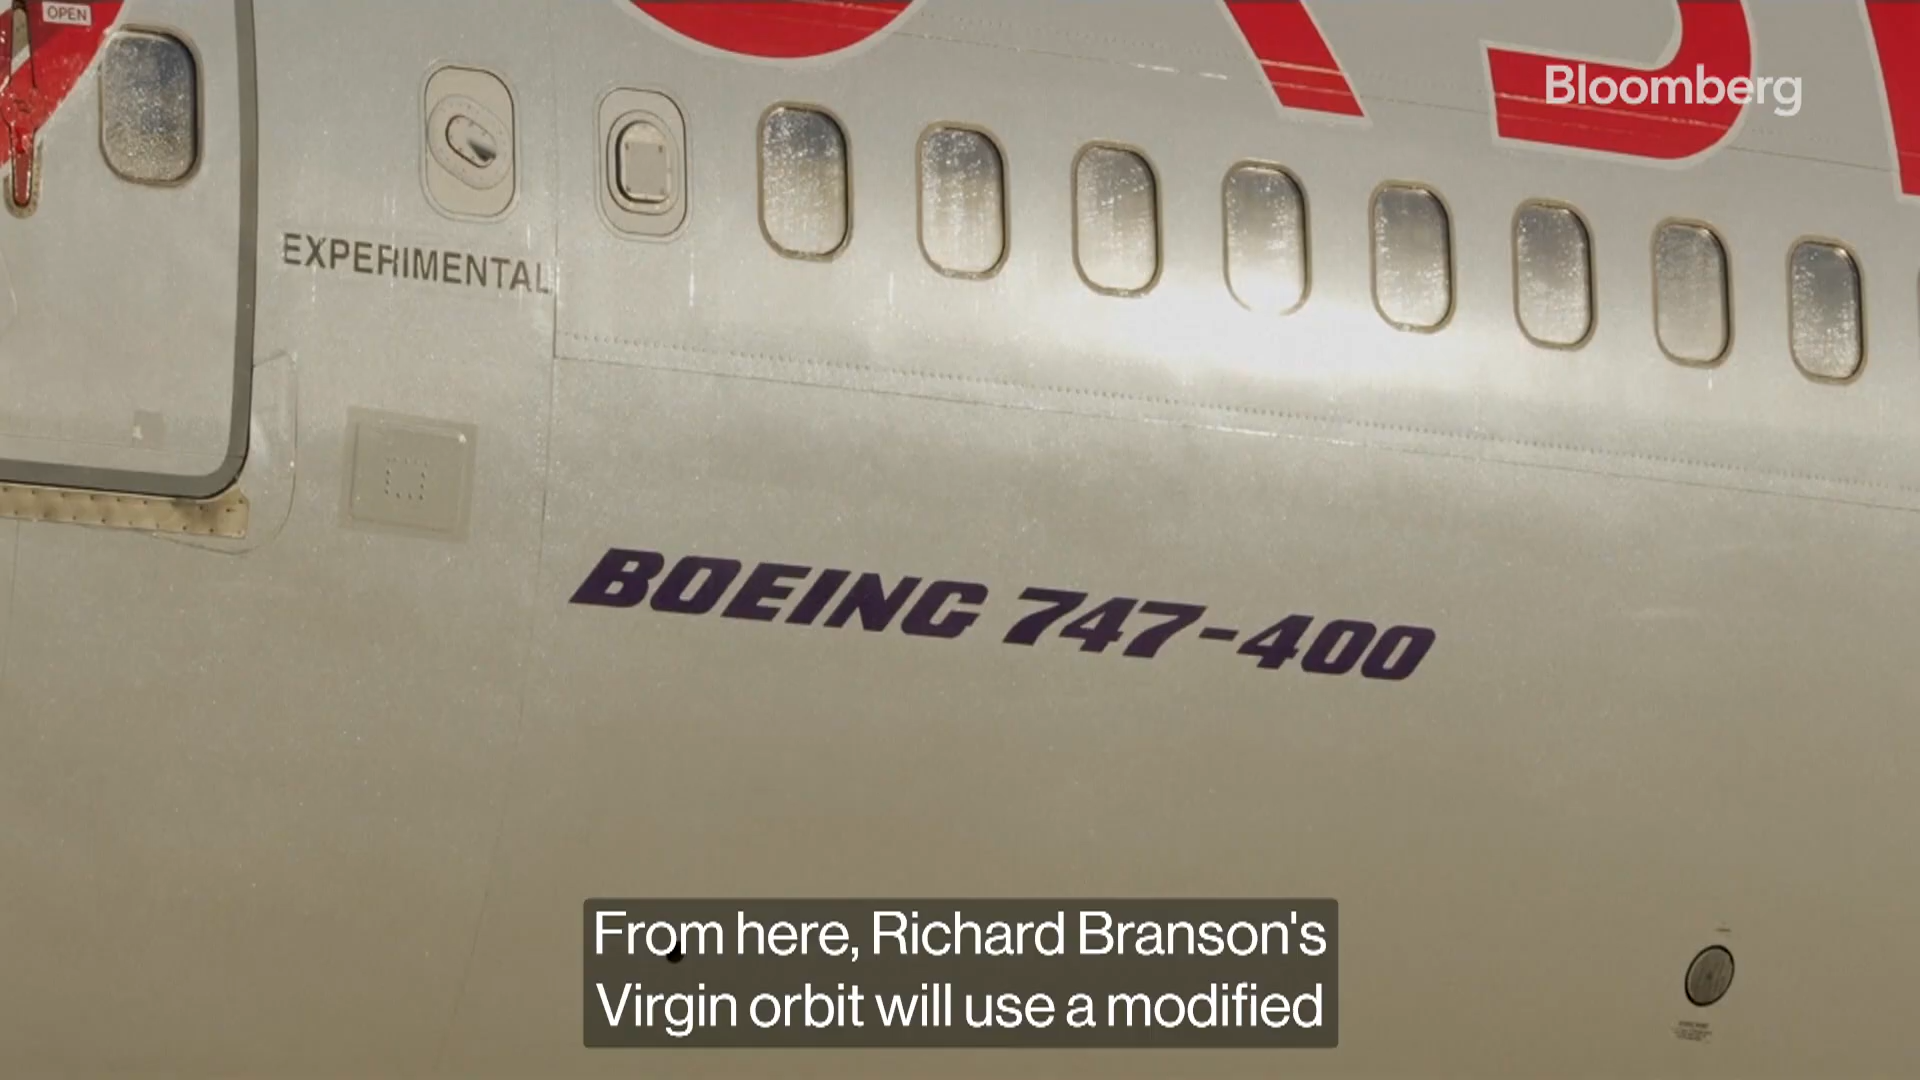 OPEN
Bloomberg
EXPERIMENTAL
BOEING 747-400
From here, Richard Branson's
Virgin orbit will use a modified